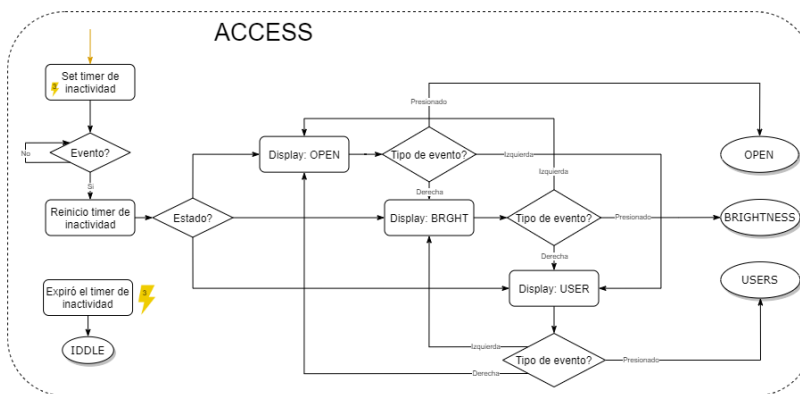 ACCESS
Set timer de
inactividad
Evento?
No
Si
Reinicio timer de
inactividad
Estado?
Display: OPEN
Tipo de evento?
Presionado
Izquierda
Derecha
Izquierda
Display: BRGHT
Tipo de evento?
Presionado
Derecha
Display: USER
Tipo de evento?
Izquierda
Derecha
Presionado
OPEN
BRIGHTNESS
USERS
Expiró el timer de
inactividad
3
IDDLE